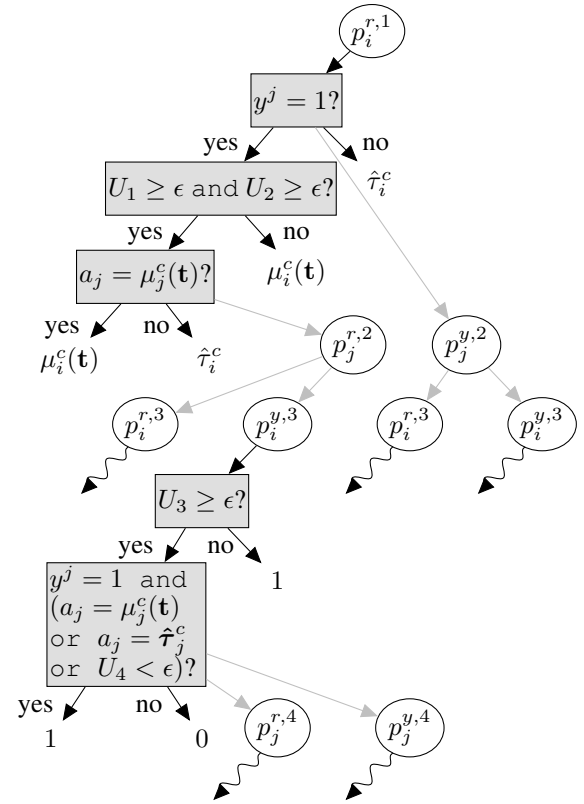 p_i^{r,1}
y^j = 1?
yes
no
τ̂_i^c
U_1 ≥ ϵ and U_2 ≥ ϵ?
yes
no
μ_i^c(t)
a_j = μ_j^c(t)?
yes
no
μ_i^c(t)
τ̂_i^c
p_j^{r,2}
p_j^{y,2}
p_i^{r,3}
p_i^{y,3}
p_i^{r,3}
p_i^{y,3}
U_3 ≥ ϵ?
yes
no
1
y^j = 1 and
(a_j = μ_j^c(t)
or a_j = τ̂_j^c
or U_4 < ϵ)?
yes
no
1
0
p_j^{r,4}
p_j^{y,4}